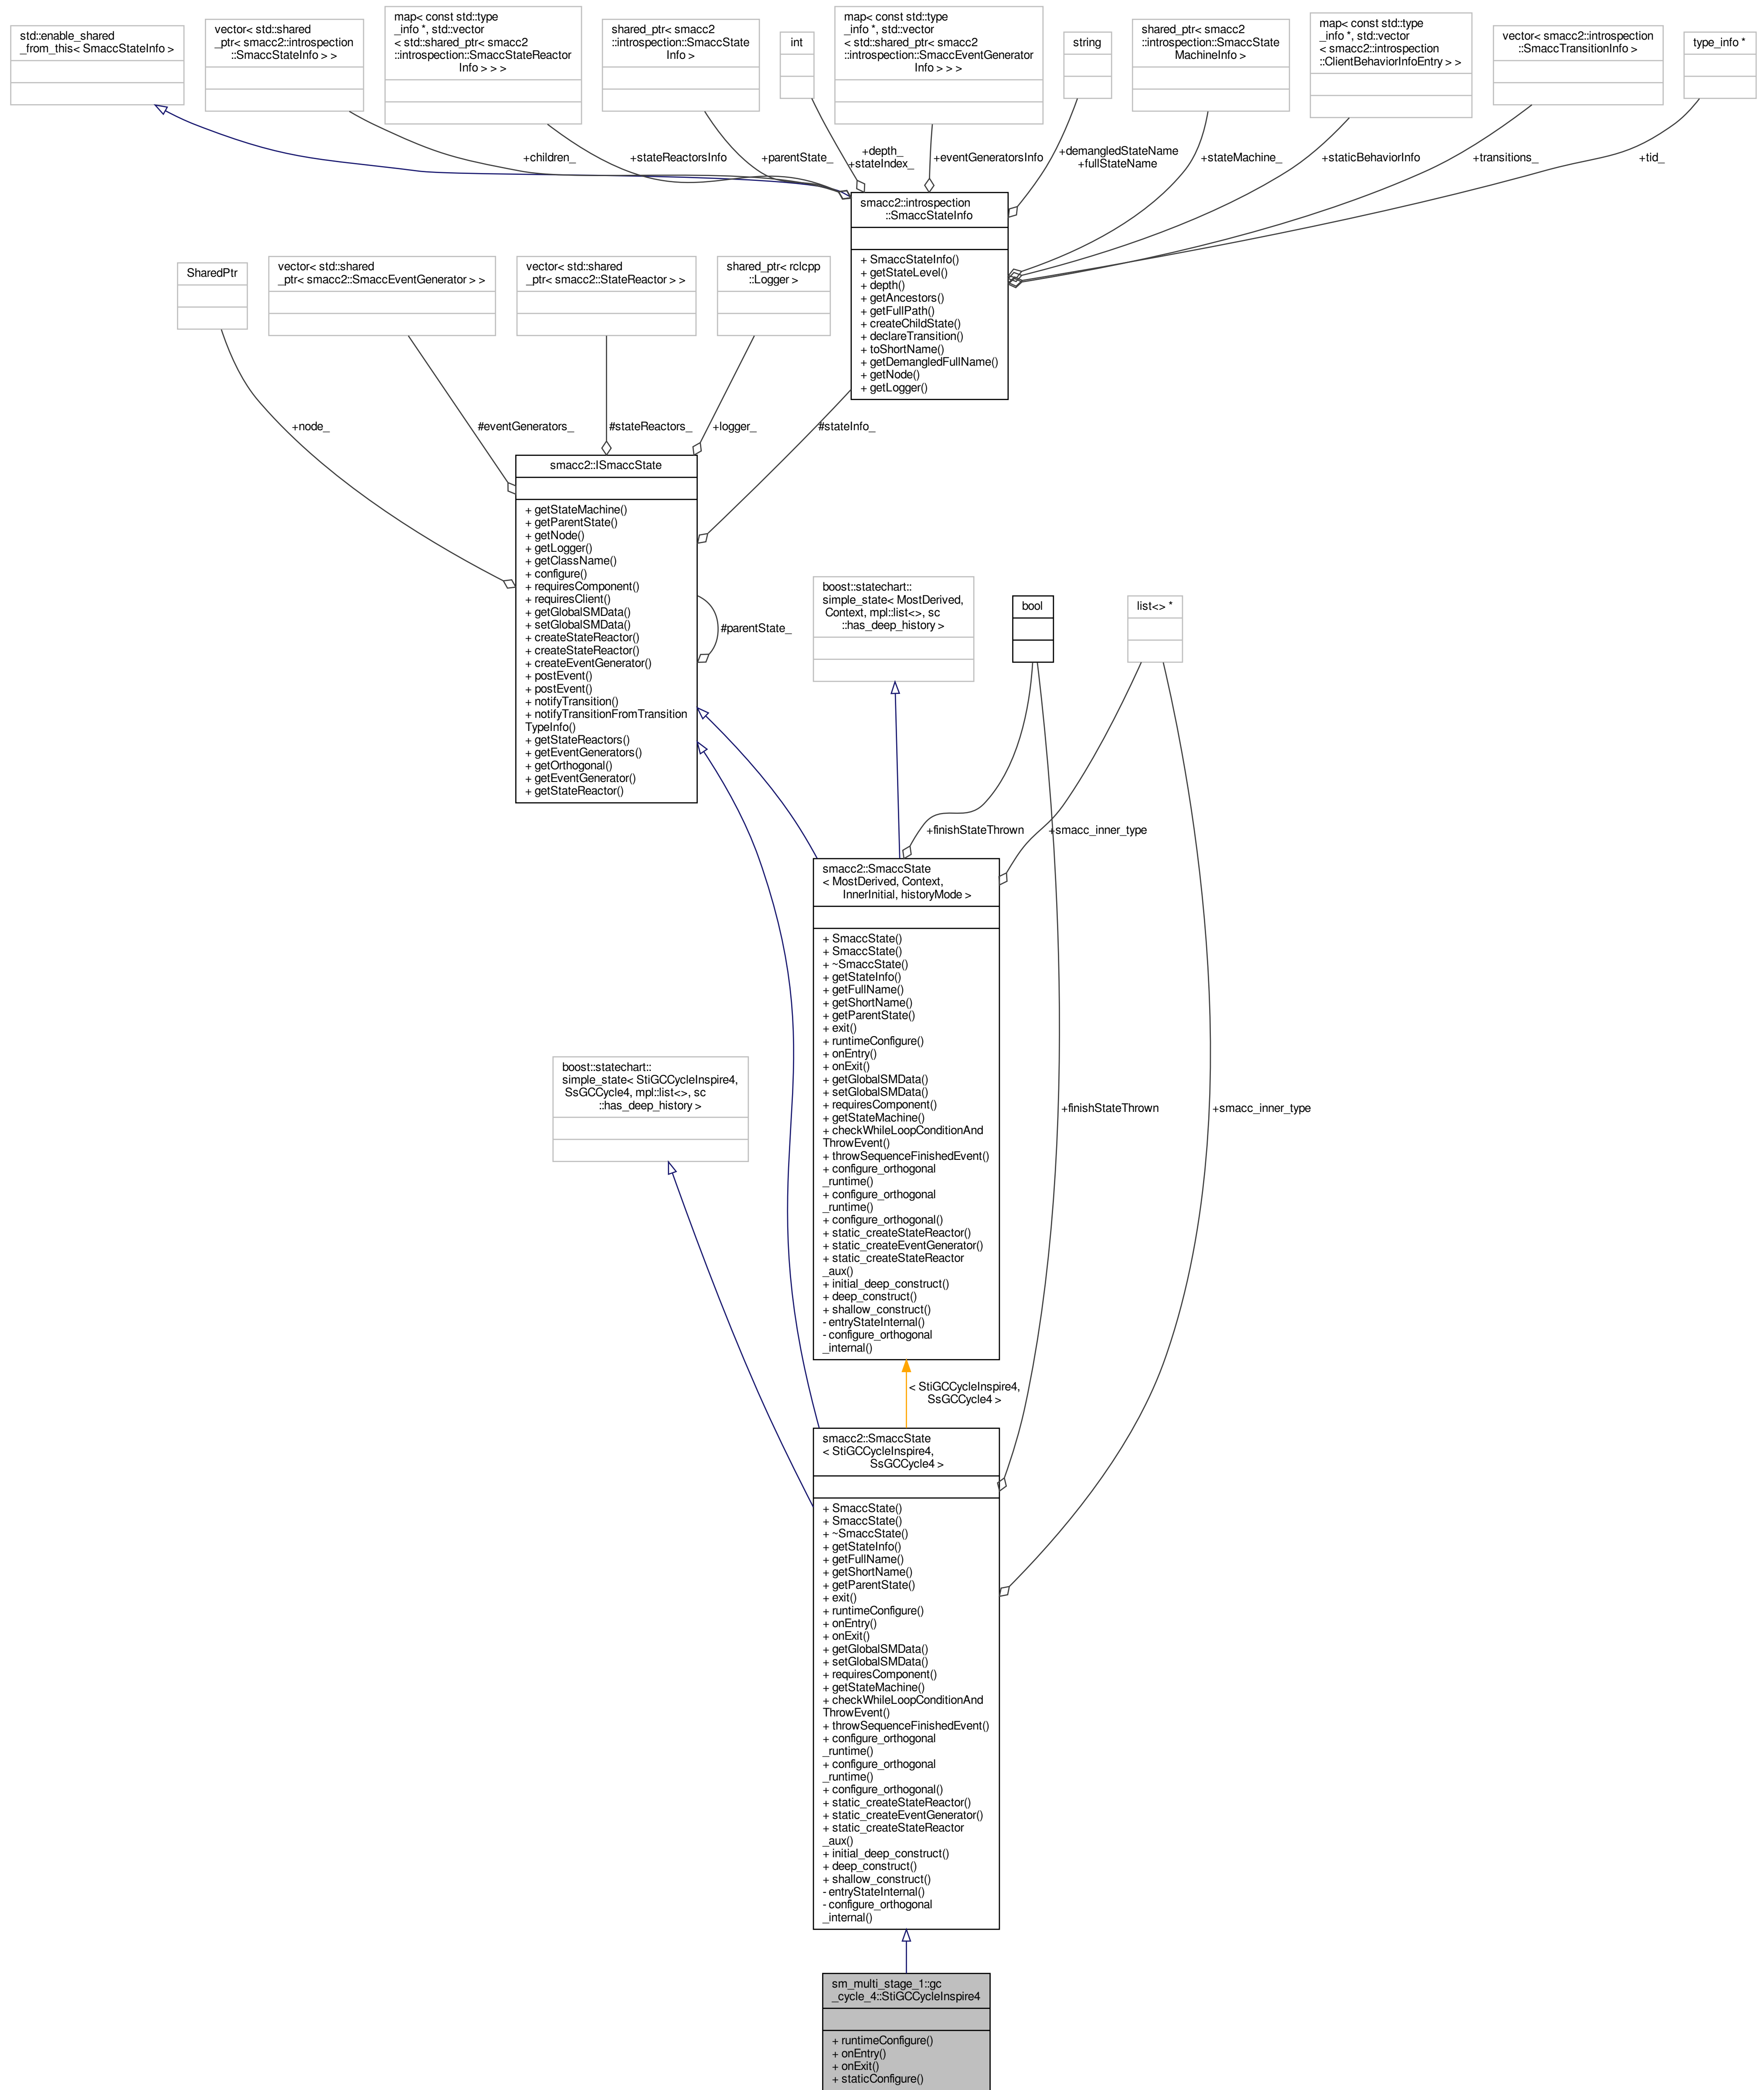 std::enable_shared
_from_this< SmaccStateInfo >
vector< std::shared
_ptr< smacc2::introspection
::SmaccStateInfo > >
map< const std::type
_info *, std::vector
< std::shared_ptr< smacc2
::introspection::SmaccStateReactor
Info > > >
shared_ptr< smacc2
::introspection::SmaccState
Info >
int
map< const std::type
_info *, std::vector
< std::shared_ptr< smacc2
::introspection::SmaccEventGenerator
Info > > >
string
shared_ptr< smacc2
::introspection::SmaccState
MachineInfo >
map< const std::type
_info *, std::vector
< smacc2::introspection
::ClientBehaviorInfoEntry > >
vector< smacc2::introspection
::SmaccTransitionInfo >
type_info *
+children_
+stateReactorsInfo
+parentState_
+depth_
+stateIndex_
+eventGeneratorsInfo
+demangledStateName
+fullStateName
+stateMachine_
+staticBehaviorInfo
+transitions_
+tid_
smacc2::introspection
::SmaccStateInfo
+ SmaccStateInfo()
+ getStateLevel()
+ depth()
+ getAncestors()
+ getFullPath()
+ createChildState()
+ declareTransition()
+ toShortName()
+ getDemangledFullName()
+ getNode()
+ getLogger()
SharedPtr
vector< std::shared
_ptr< smacc2::SmaccEventGenerator > >
vector< std::shared
_ptr< smacc2::StateReactor > >
shared_ptr< rclcpp
::Logger >
+node_
#eventGenerators_
#stateReactors_
+logger_
#stateInfo_
smacc2::ISmaccState
+ getStateMachine()
+ getParentState()
+ getNode()
+ getLogger()
+ getClassName()
+ configure()
+ requiresComponent()
+ requiresClient()
+ getGlobalSMData()
+ setGlobalSMData()
+ createStateReactor()
+ createStateReactor()
+ createEventGenerator()
+ postEvent()
+ postEvent()
+ notifyTransition()
+ notifyTransitionFromTransition
TypeInfo()
+ getStateReactors()
+ getEventGenerators()
+ getOrthogonal()
+ getEventGenerator()
+ getStateReactor()
#parentState_
boost::statechart::
simple_state< MostDerived,
Context, mpl::list<>, sc
::has_deep_history >
bool
list<> *
+finishStateThrown
+smacc_inner_type
smacc2::SmaccState
< MostDerived, Context,
InnerInitial, historyMode >
+ SmaccState()
+ SmaccState()
+ ~SmaccState()
+ getStateInfo()
+ getFullName()
+ getShortName()
+ getParentState()
+ exit()
+ runtimeConfigure()
+ onEntry()
+ onExit()
+ getGlobalSMData()
+ setGlobalSMData()
+ requiresComponent()
+ getStateMachine()
+ checkWhileLoopConditionAnd
ThrowEvent()
+ throwSequenceFinishedEvent()
+ configure_orthogonal
_runtime()
+ configure_orthogonal
_runtime()
+ configure_orthogonal()
+ static_createStateReactor()
+ static_createEventGenerator()
+ static_createStateReactor
_aux()
+ initial_deep_construct()
+ deep_construct()
+ shallow_construct()
- entryStateInternal()
- configure_orthogonal
_internal()
boost::statechart::
simple_state< StiGCCycleInspire4,
SsGCCycle4, mpl::list<>, sc
::has_deep_history >
+finishStateThrown
+smacc_inner_type
< StiGCCycleInspire4,
SsGCCycle4 >
smacc2::SmaccState
< StiGCCycleInspire4,
SsGCCycle4 >
+ SmaccState()
+ SmaccState()
+ ~SmaccState()
+ getStateInfo()
+ getFullName()
+ getShortName()
+ getParentState()
+ exit()
+ runtimeConfigure()
+ onEntry()
+ onExit()
+ getGlobalSMData()
+ setGlobalSMData()
+ requiresComponent()
+ getStateMachine()
+ checkWhileLoopConditionAnd
ThrowEvent()
+ throwSequenceFinishedEvent()
+ configure_orthogonal
_runtime()
+ configure_orthogonal
_runtime()
+ configure_orthogonal()
+ static_createStateReactor()
+ static_createEventGenerator()
+ static_createStateReactor
_aux()
+ initial_deep_construct()
+ deep_construct()
+ shallow_construct()
- entryStateInternal()
- configure_orthogonal
_internal()
sm_multi_stage_1::gc
_cycle_4::StiGCCycleInspire4
+ runtimeConfigure()
+ onEntry()
+ onExit()
+ staticConfigure()